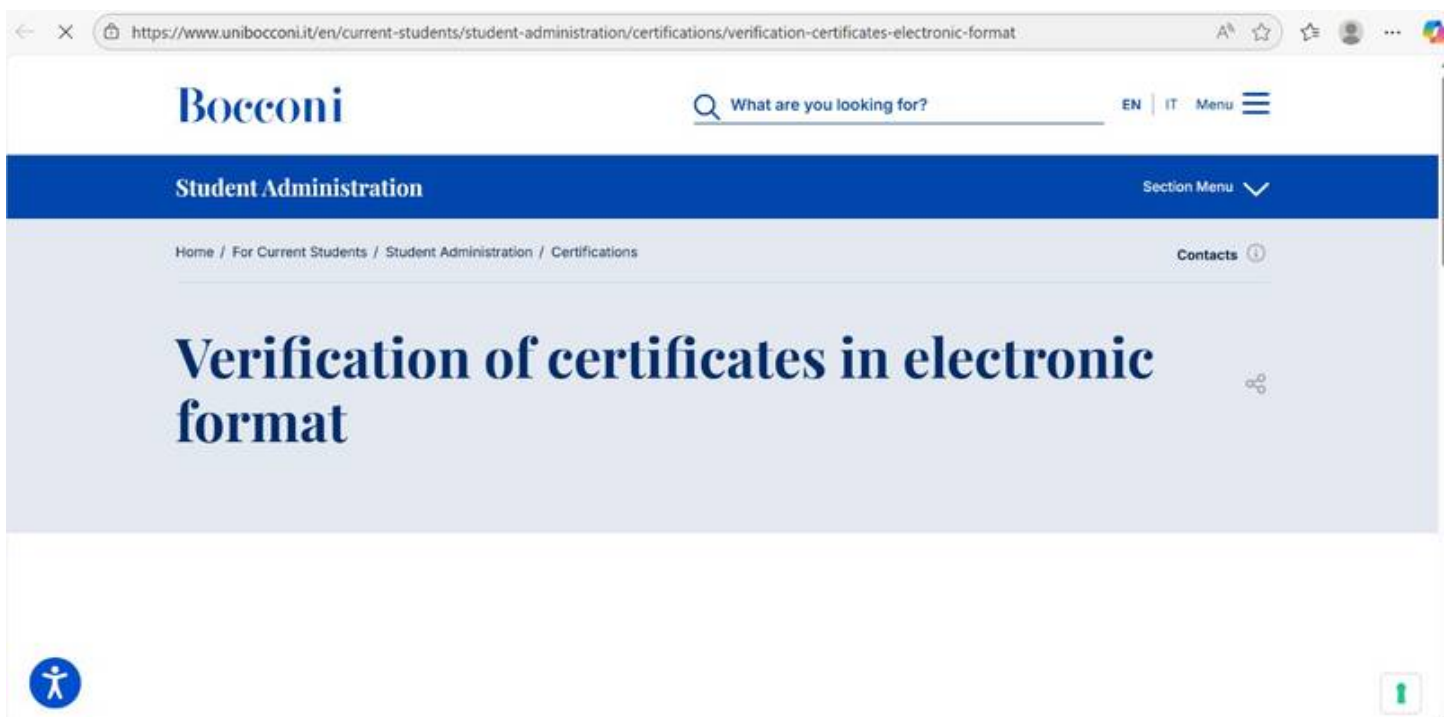 https://www.unibocconi.it/en/current-students/student-administration/certifications/verification-certificates-electronic-format
Bocconi
What are you looking for?
EN | IT Menu
Student Administration
Section Menu
Home / For Current Students / Student Administration / Certifications
Contacts
Verification of certificates in electronic
format